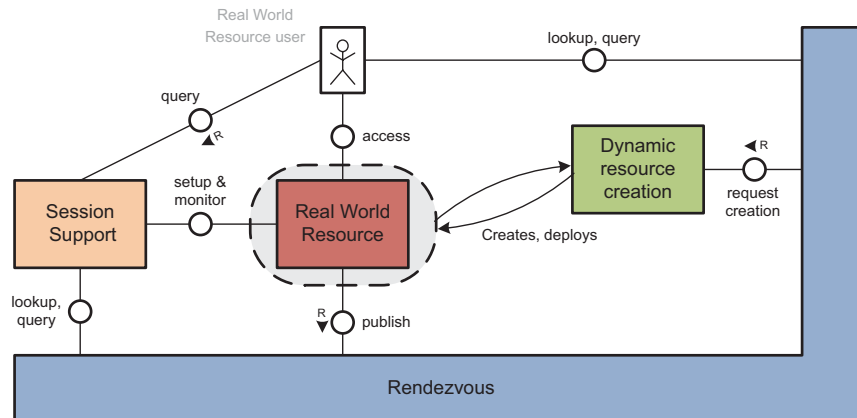 Real World
Resource user
lookup, query
query
R
access
Dynamic
resource
creation
R
request
creation
setup &
monitor
Session
Support
Real World
Resource
Creates, deploys
lookup,
query
R
publish
Rendezvous